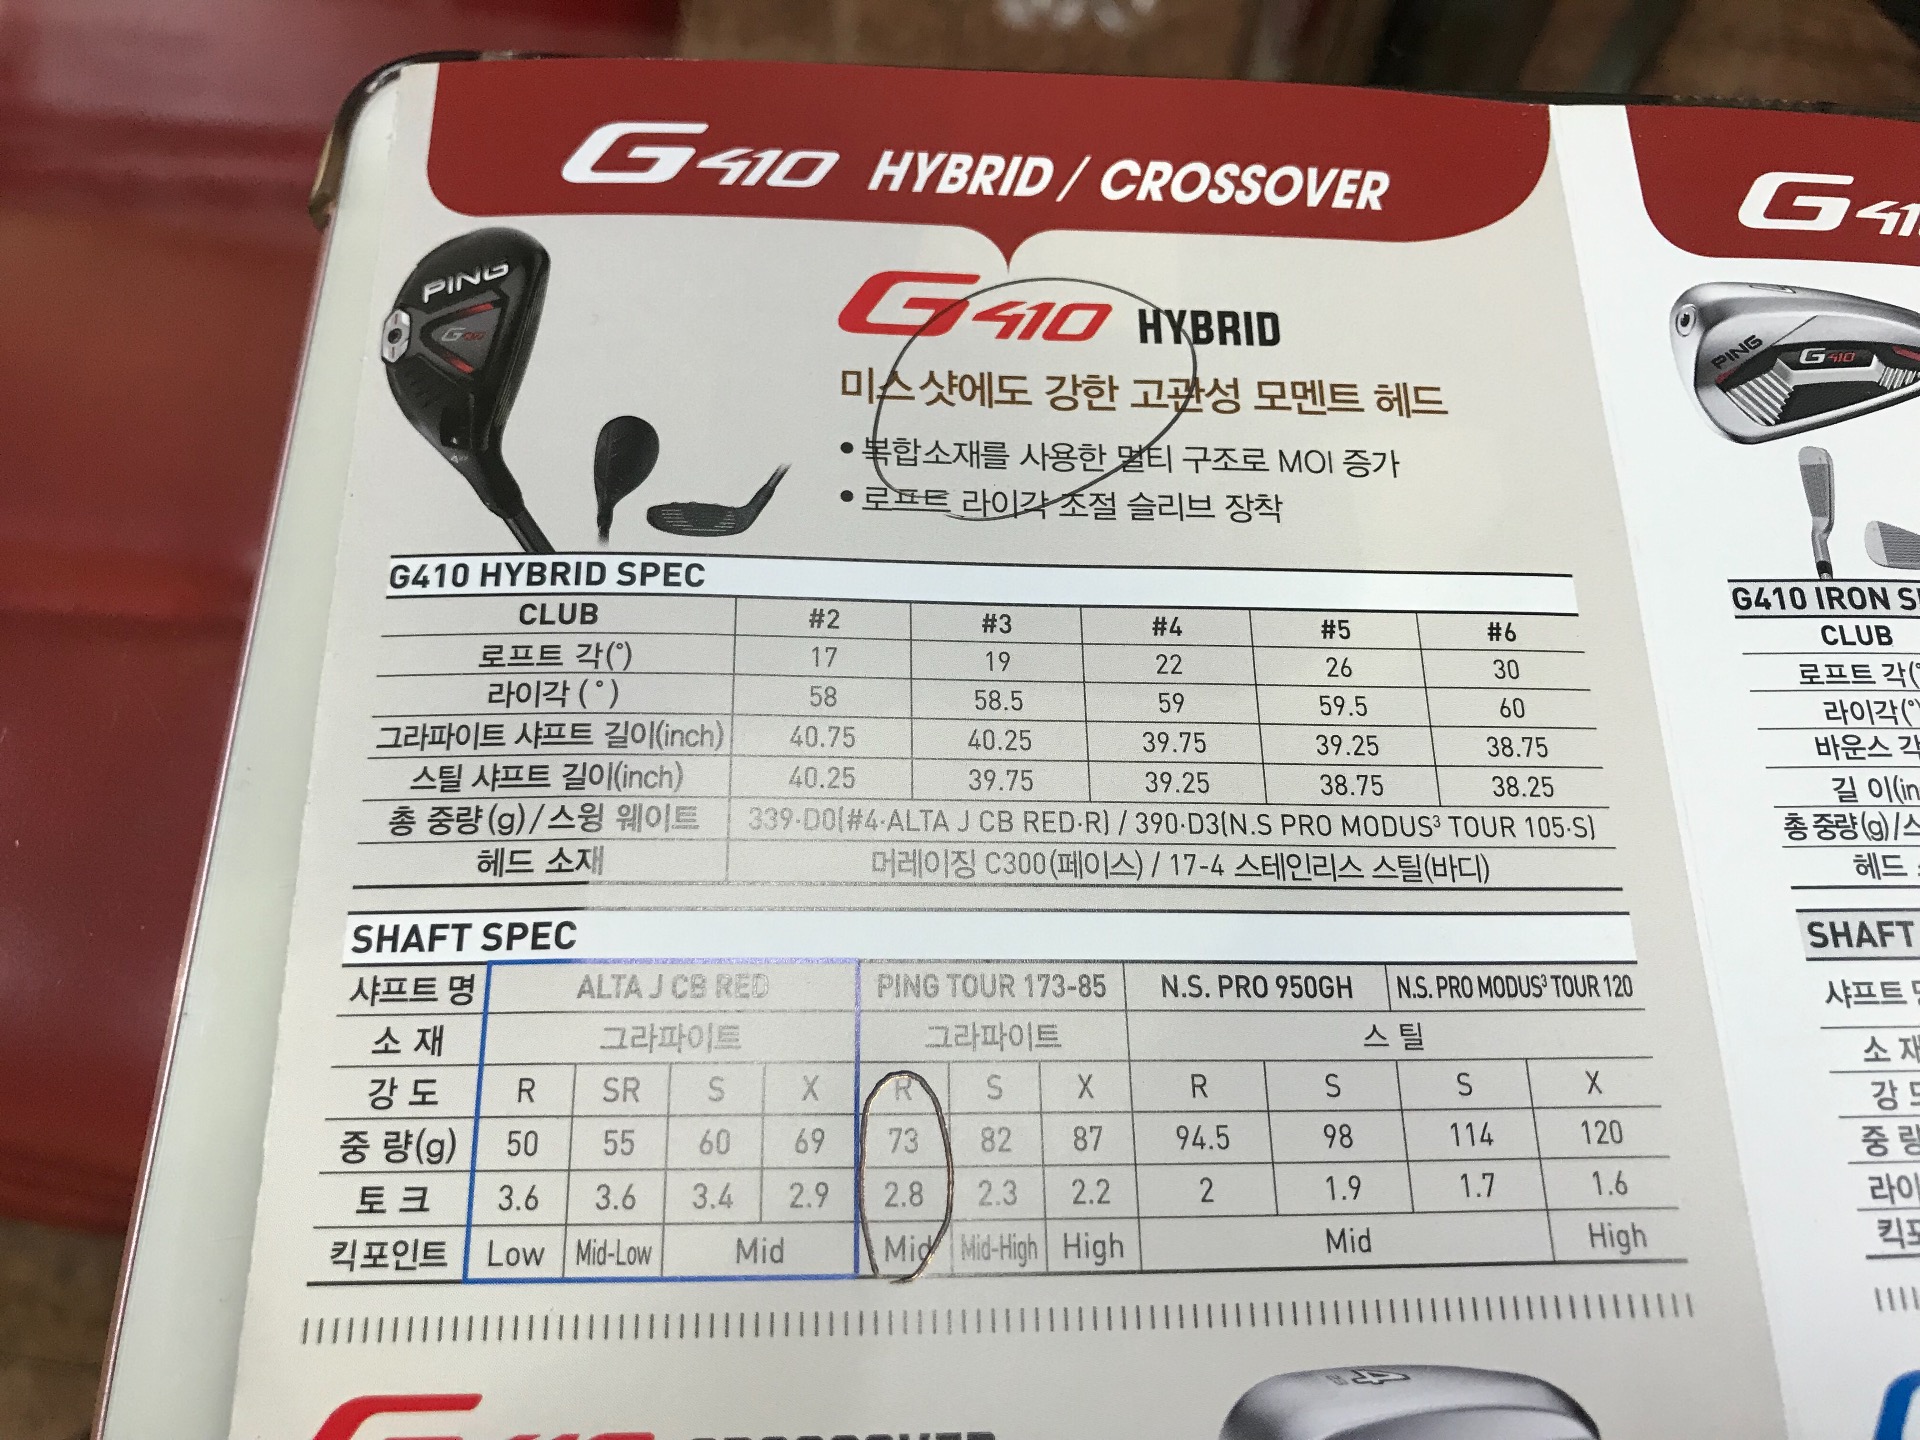 G410 HYBRID / CROSSOVER
PING
G410
G410 HYBRID
미스 샷에도 강한 고관성 모멘트 헤드
• 복합소재를 사용한 멀티 구조로 MOI 증가
• 로프트 라이각 조절 슬리브 장착
G410 HYBRID SPEC
CLUB #2 #3 #4 #5 #6
로프트 각(°) 17 19 22 26 30
라이각 (°) 58 58.5 59 59.5 60
그라파이트 샤프트 길이(inch) 40.75 40.25 39.75 39.25 38.75
스틸 샤프트 길이(inch) 40.25 39.75 39.25 38.75 38.25
총 중량(g)/스윙 웨이트 339·D0(#4·ALTA J CB RED·R) / 390·D3(N.S PRO MODUS³ TOUR 105·S)
헤드 소재 머레이징 C300(페이스) / 17-4 스테인리스 스틸(바디)
SHAFT SPEC
샤프트 명 ALTA J CB RED PING TOUR 173-85 N.S. PRO 950GH N.S. PRO MODUS³ TOUR 120
소 재 그라파이트 그라파이트 스 틸
강 도 R SR S X R S X R S S X
중 량(g) 50 55 60 69 73 82 87 94.5 98 114 120
토 크 3.6 3.6 3.4 2.9 2.8 2.3 2.2 2 1.9 1.7 1.6
킥포인트 Low Mid-Low Mid Mid Mid-High High Mid High
G410 CROSSOVER
4
PING
G410
G410 IRON
CLUB
로프트 각(°
라이각(°)
바운스 각
길 이(in
총 중량(g)/스
헤드
SHAFT
샤프트
소 재
강 도
중 량
라이
킥포